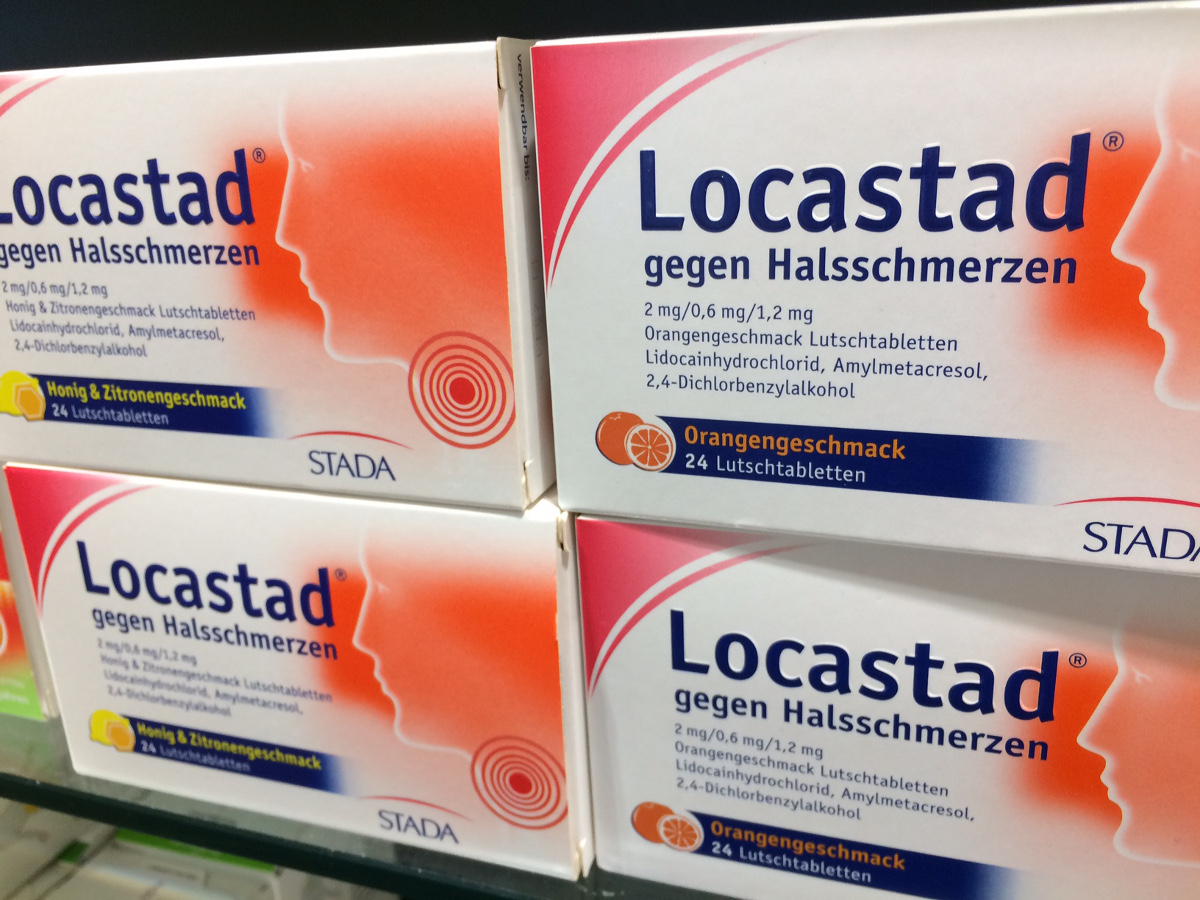 Locastad®
gegen Halsschmerzen
2 mg/0,6 mg/1,2 mg
Honig & Zitronengeschmack Lutschtabletten
Lidocainhydrochlorid, Amylmetacresol,
2,4-Dichlorbenzylalkohol
Honig & Zitronengeschmack
24 Lutschtabletten
STADA
verwendbar bis:
Locastad®
gegen Halsschmerzen
2 mg/0,6 mg/1,2 mg
Orangengeschmack Lutschtabletten
Lidocainhydrochlorid, Amylmetacresol,
2,4-Dichlorbenzylalkohol
Orangengeschmack
24 Lutschtabletten
STADA
Locastad®
gegen Halsschmerzen
2 mg/0,6 mg/1,2 mg
Honig & Zitronengeschmack Lutschtabletten
Lidocainhydrochlorid, Amylmetacresol,
2,4-Dichlorbenzylalkohol
Honig & Zitronengeschmack
24 Lutschtabletten
STADA
Locastad®
gegen Halsschmerzen
2 mg/0,6 mg/1,2 mg
Orangengeschmack Lutschtabletten
Lidocainhydrochlorid, Amylmetacresol,
2,4-Dichlorbenzylalkohol
Orangengeschmack
24 Lutschtabletten